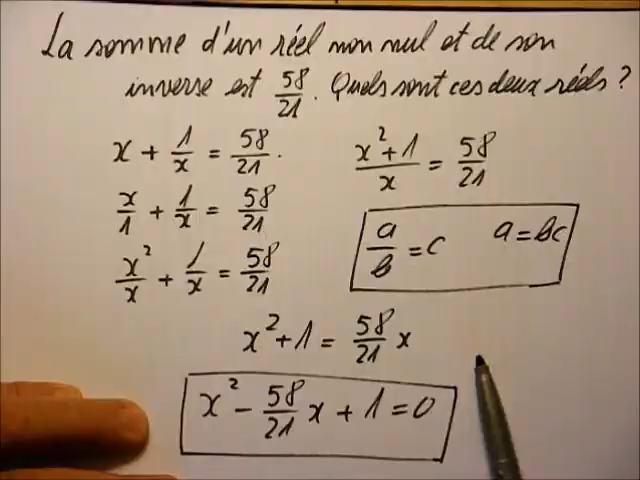 La somme d'un réel non nul et de son
inverse est 58/21. Quels sont ces deux réels ?
x + 1/x = 58/21.
x/1 + 1/x = 58/21
x²/x + 1/x = 58/21
(x²+1)/x = 58/21
a/b = c a = bc
x²+1 = 58/21 x
x² - 58/21 x + 1 = 0